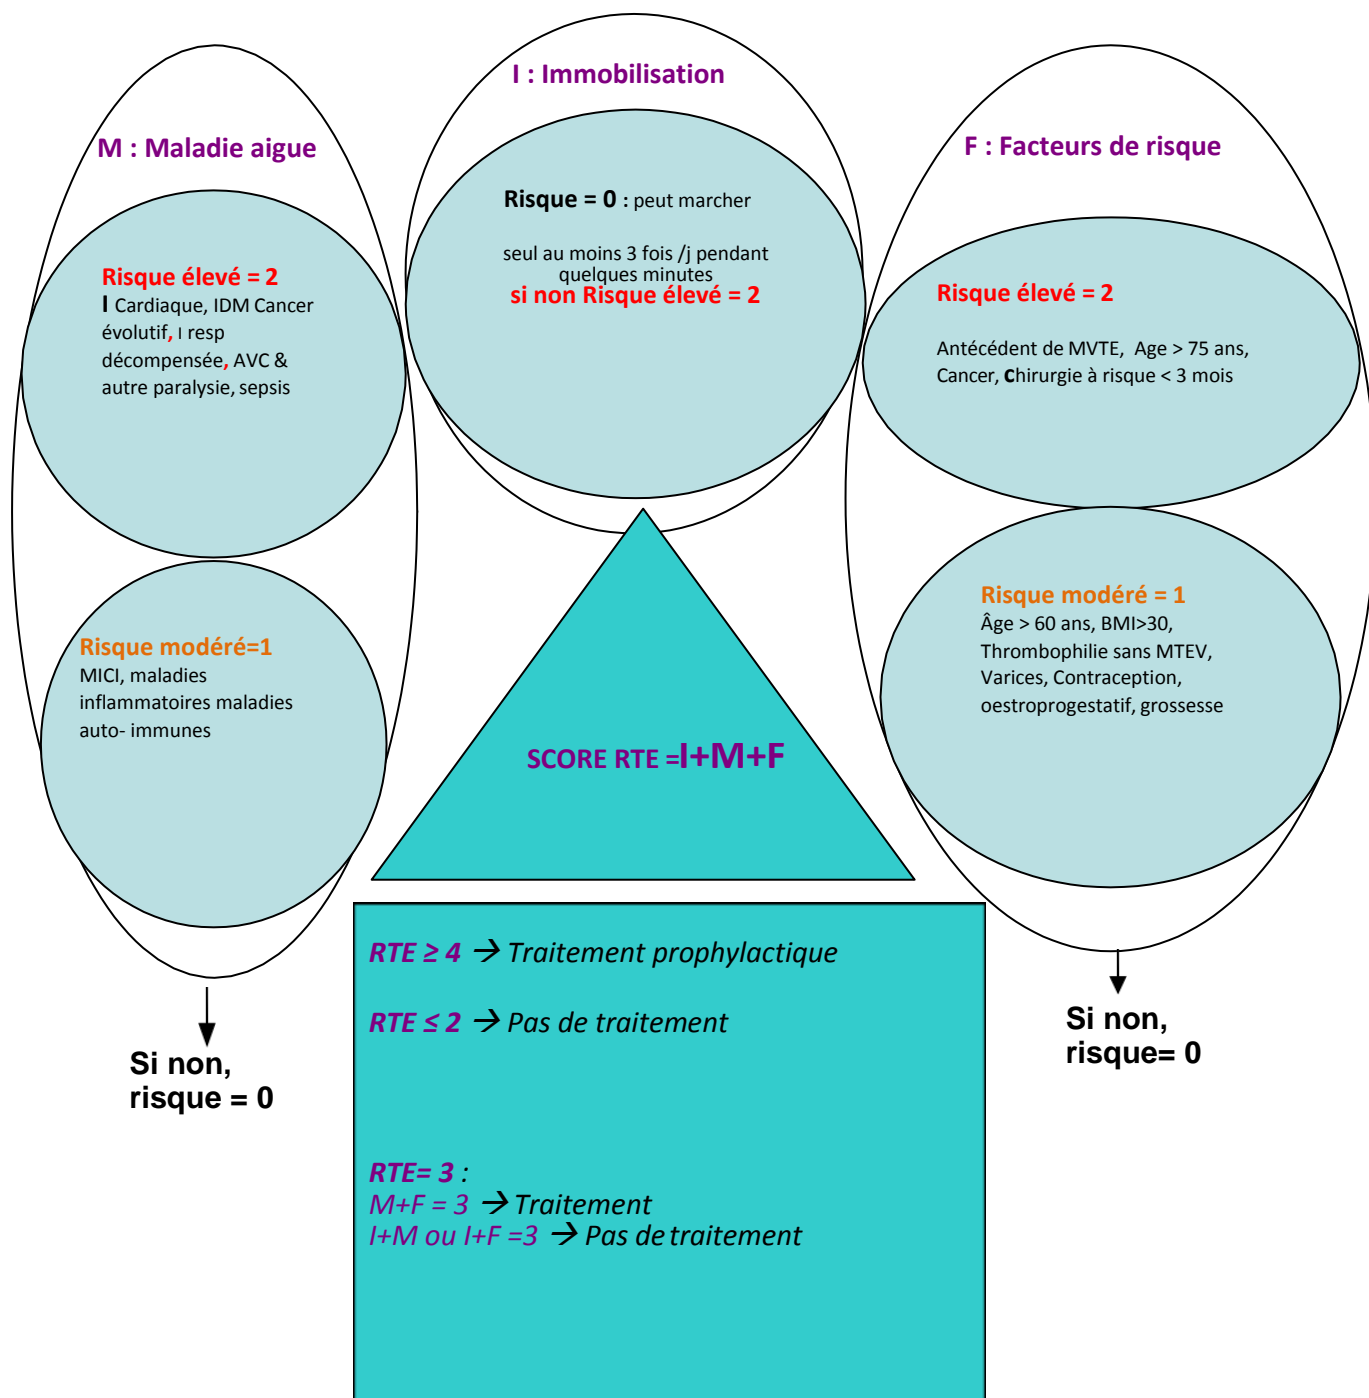 I : Immobilisation
M : Maladie aigue
F : Facteurs de risque
Risque élevé = 2
I Cardiaque, IDM Cancer
évolutif, I resp
décompensée, AVC &
autre paralysie, sepsis
Risque modéré=1
MICI, maladies
inflammatoires maladies
auto- immunes
Si non,
risque = 0
Risque = 0 : peut marcher
seul au moins 3 fois /j pendant
quelques minutes
si non Risque élevé = 2
Risque élevé = 2
Antécédent de MVTE, Age > 75 ans,
Cancer, chirurgie à risque < 3 mois
Risque modéré = 1
Âge > 60 ans, BMI>30,
Thrombophilie sans MTEV,
Varices, Contraception,
oestroprogestatif, grossesse
Si non,
risque= 0
SCORE RTE =I+M+F
RTE ≥ 4 → Traitement prophylactique
RTE ≤ 2 → Pas de traitement
RTE= 3 :
M+F = 3 → Traitement
I+M ou I+F =3 → Pas de traitement